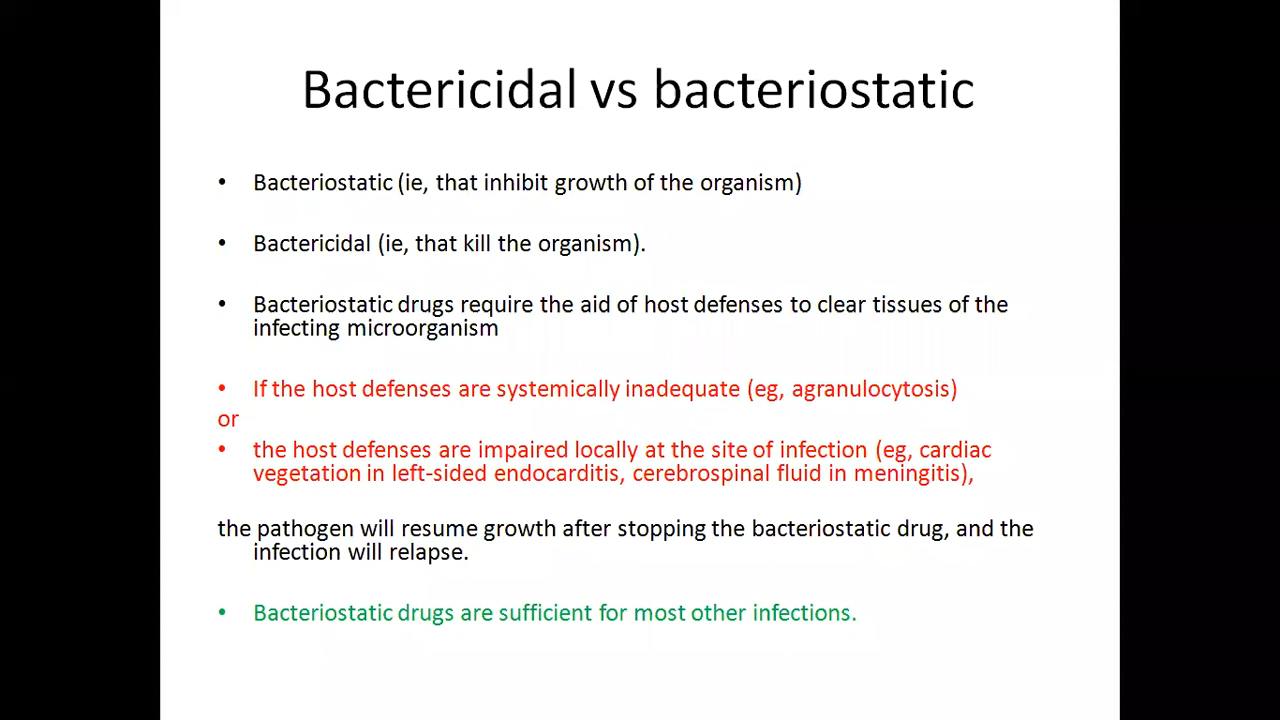 Bactericidal vs bacteriostatic
• Bacteriostatic (ie, that inhibit growth of the organism)
• Bactericidal (ie, that kill the organism).
• Bacteriostatic drugs require the aid of host defenses to clear tissues of the
infecting microorganism
• If the host defenses are systemically inadequate (eg, agranulocytosis)
or
• the host defenses are impaired locally at the site of infection (eg, cardiac
vegetation in left-sided endocarditis, cerebrospinal fluid in meningitis),
the pathogen will resume growth after stopping the bacteriostatic drug, and the
infection will relapse.
• Bacteriostatic drugs are sufficient for most other infections.